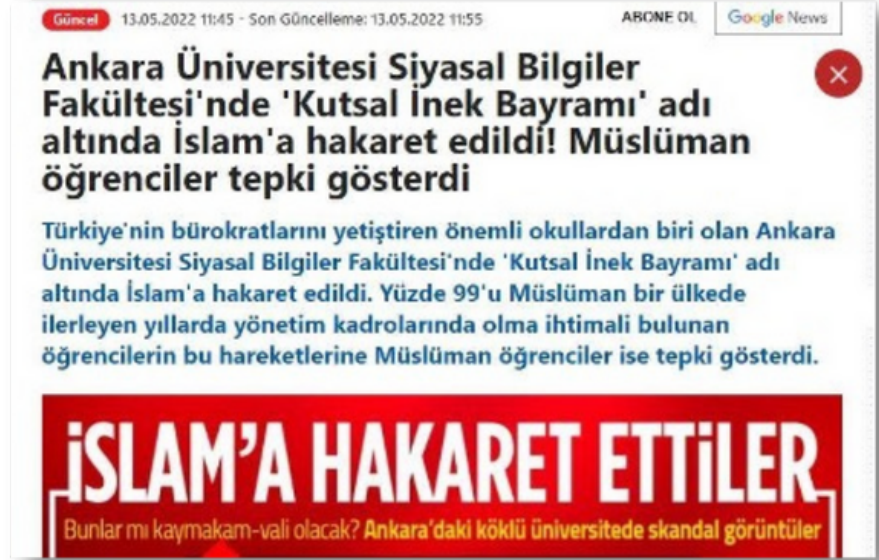 Güncel 13.05.2022 11:45 - Son Güncelleme: 13.05.2022 11:55 ABONE OL Google News
Ankara Üniversitesi Siyasal Bilgiler
Fakültesi'nde 'Kutsal İnek Bayramı' adı
altında İslam'a hakaret edildi! Müslüman
öğrenciler tepki gösterdi
Türkiye'nin bürokratlarını yetiştiren önemli okullardan biri olan Ankara
Üniversitesi Siyasal Bilgiler Fakültesi'nde 'Kutsal İnek Bayramı' adı
altında İslam'a hakaret edildi. Yüzde 99'u Müslüman bir ülkede
ilerleyen yıllarda yönetim kadrolarında olma ihtimali bulunan
öğrencilerin bu hareketlerine Müslüman öğrenciler ise tepki gösterdi.
İSLAM'A HAKARET ETTİLER
Bunlar mı kaymakam-vali olacak? Ankara'daki köklü üniversitede skandal görüntüler